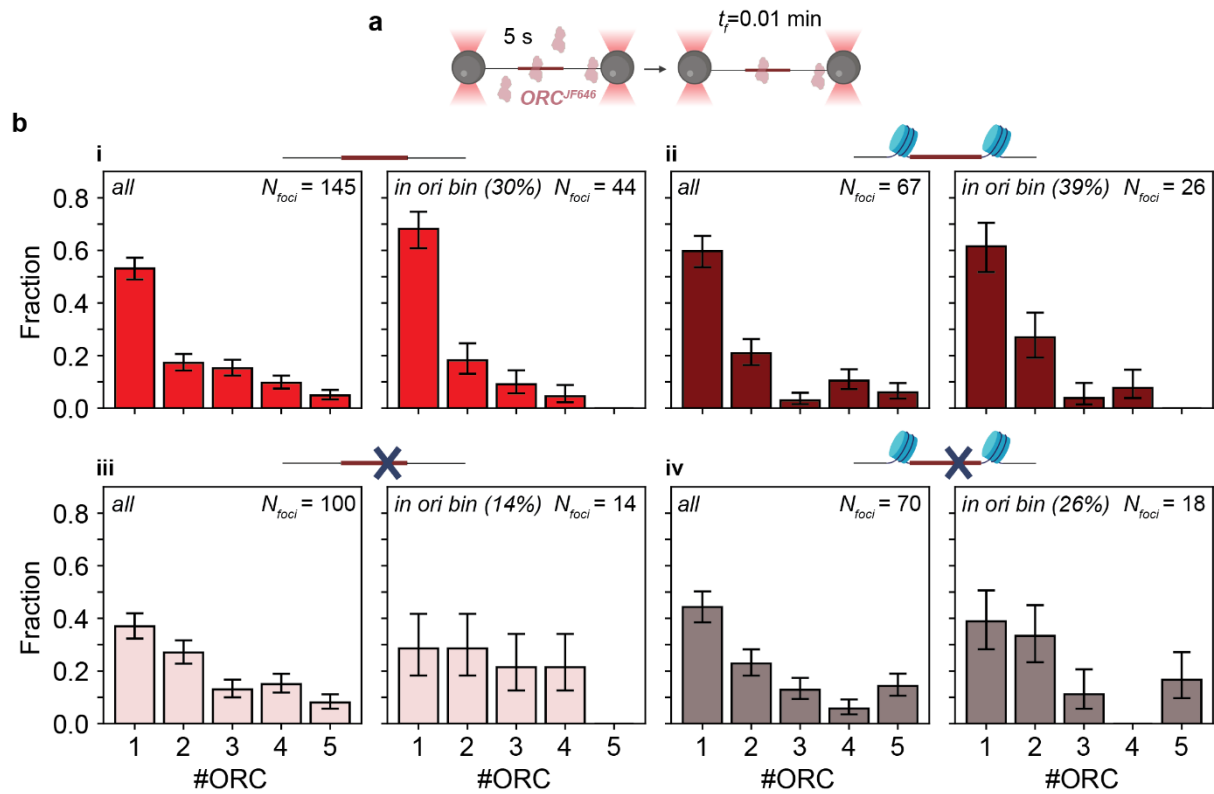 a
5 s
t_f=0.01 min
ORC^JF646
b
i
all
N_foci = 145
in ori bin (30%) N_foci = 44
ii
all
N_foci = 67
in ori bin (39%) N_foci = 26
Fraction
0.8
0.6
0.4
0.2
0.0
iii
all
N_foci = 100
in ori bin (14%) N_foci = 14
iv
all
N_foci = 70
in ori bin (26%) N_foci = 18
Fraction
0.8
0.6
0.4
0.2
0.0
1 2 3 4 5
1 2 3 4 5
1 2 3 4 5
1 2 3 4 5
#ORC
#ORC
#ORC
#ORC